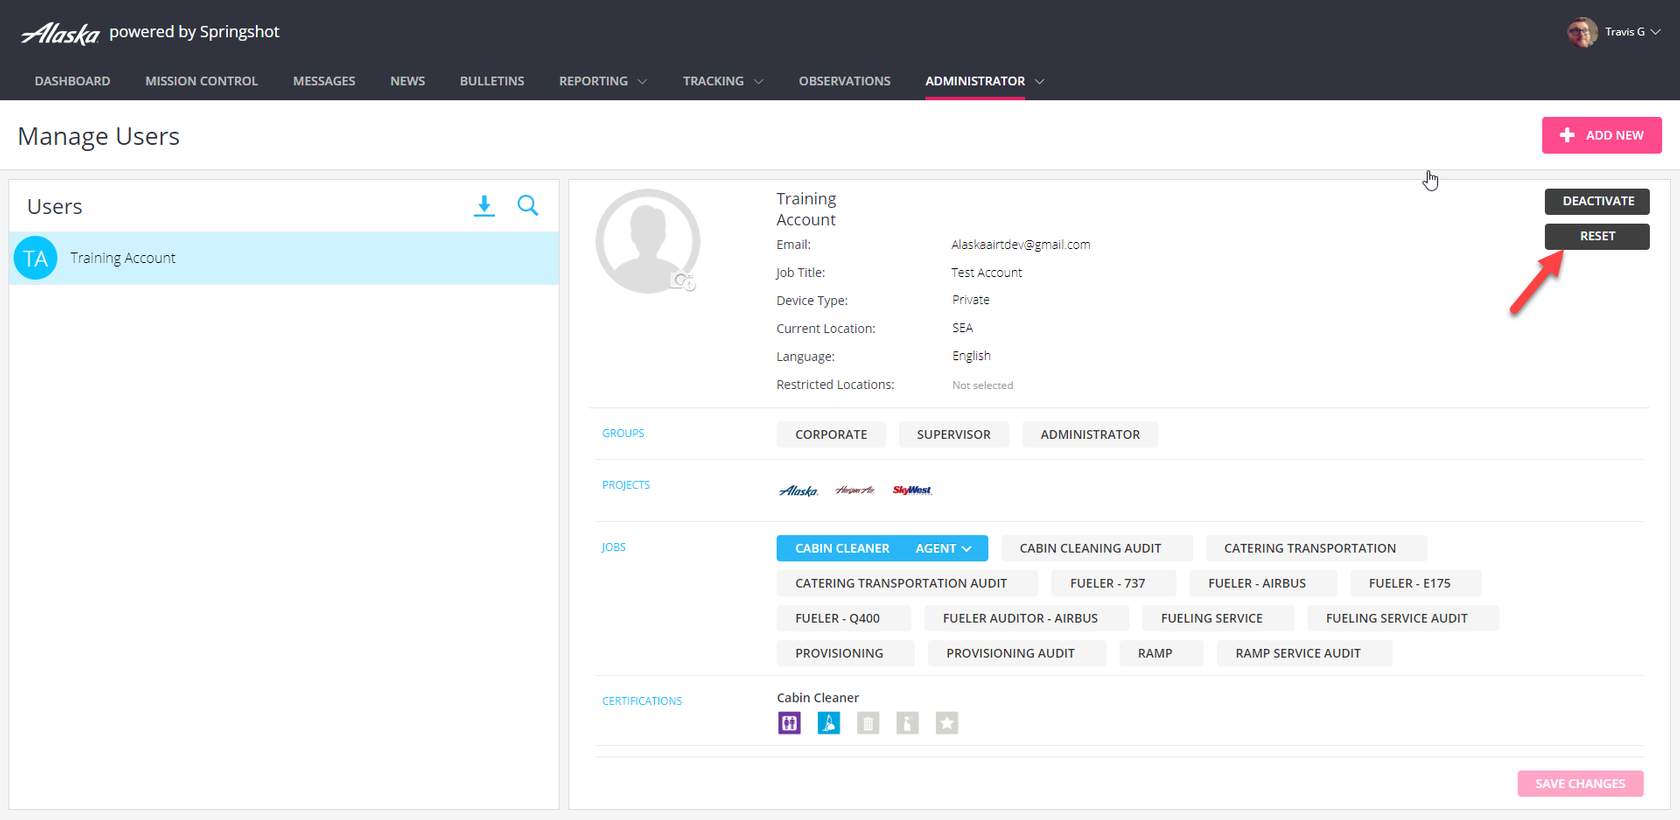 Alaska powered by Springshot
Travis G
DASHBOARD MISSION CONTROL MESSAGES NEWS BULLETINS REPORTING TRACKING OBSERVATIONS ADMINISTRATOR
Manage Users
ADD NEW
Users
TA Training Account
Training
Account
DEACTIVATE
RESET
Email: Alaskaairtdev@gmail.com
Job Title: Test Account
Device Type: Private
Current Location: SEA
Language: English
Restricted Locations: Not selected
GROUPS CORPORATE SUPERVISOR ADMINISTRATOR
PROJECTS Alaska Horizon Air SkyWest
JOBS CABIN CLEANER AGENT CABIN CLEANING AUDIT CATERING TRANSPORTATION
CATERING TRANSPORTATION AUDIT FUELER - 737 FUELER - AIRBUS FUELER - E175
FUELER - Q400 FUELER AUDITOR - AIRBUS FUELING SERVICE FUELING SERVICE AUDIT
PROVISIONING PROVISIONING AUDIT RAMP RAMP SERVICE AUDIT
CERTIFICATIONS Cabin Cleaner
SAVE CHANGES